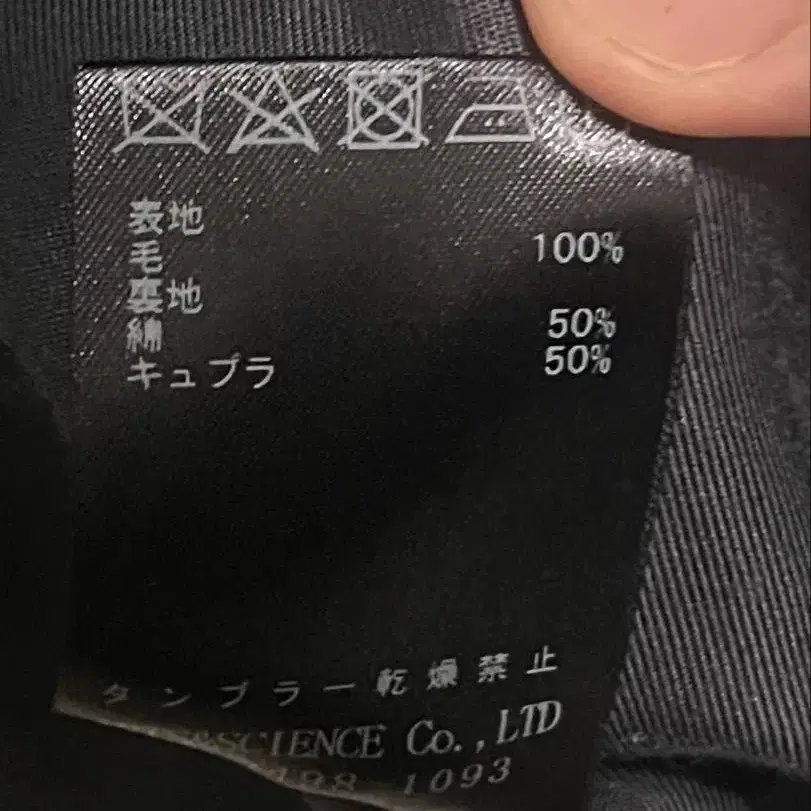 表地
毛 100%
裏地
綿 50%
キュプラ 50%
タンブラー乾燥禁止
SCIENCE Co.,LTD
1093